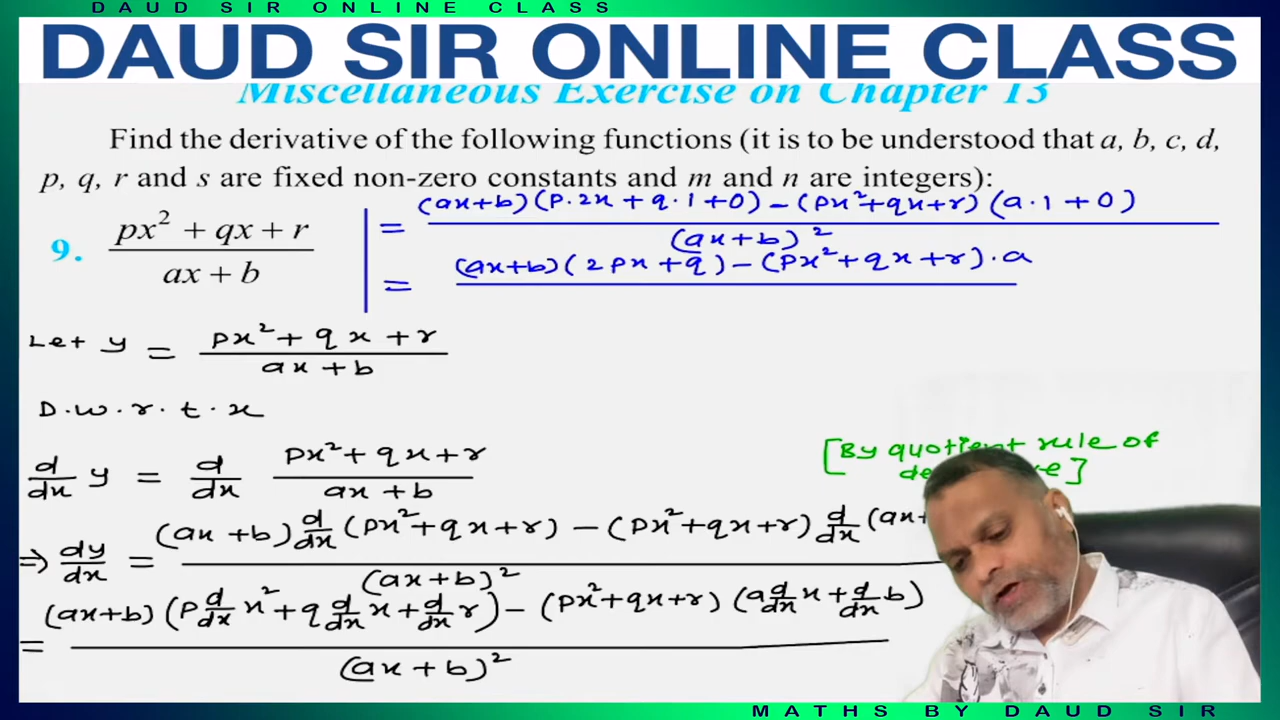 DAUD SIR ONLINE CLASS
DAUD SIR ONLINE CLASS
Miscellaneous Exercise on Chapter 13
Find the derivative of the following functions (it is to be understood that a, b, c, d,
p, q, r and s are fixed non-zero constants and m and n are integers):
9. (px² + qx + r)/(ax + b)
= ((ax+b)(p·2x + q·1+0) − (px²+qx+r)(a·1+0))/(ax+b)²
= (ax+b)(2px+q) − (px²+qx+r)·a
Let y = (px²+qx+r)/(ax+b)
D.w.r.t.x
d/dx y = d/dx (px²+qx+r)/(ax+b)
[By quotient rule of
⇒ dy/dx = ((ax+b) d/dx (px²+qx+r) − (px²+qx+r) d/dx (ax+)/(ax+b)²
= ((ax+b)(p d/dx x² + q d/dx x + d/dx r) − (px²+qx+r)(a d/dx x + d/dx b))/(ax+b)²
MATHS BY DAUD SIR